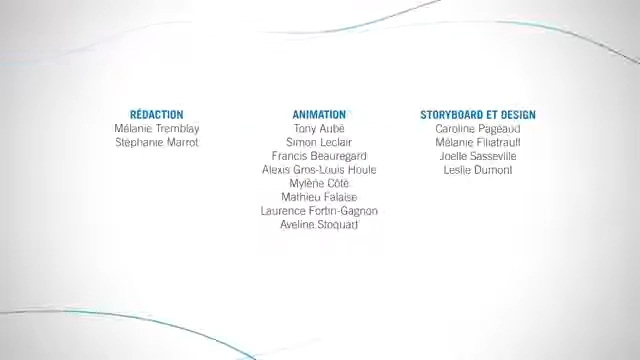 RÉDACTION
Mélanie Tremblay
Stéphanie Marrot
ANIMATION
Tony Aubé
Simon Leclair
Francis Beauregard
Alexis Gros-Louis Houle
Mylène Côté
Mathieu Falaise
Laurence Fortin-Gagnon
Aveline Stoquart
STORYBOARD ET DESIGN
Caroline Pageaud
Mélanie Filiatrault
Joelle Sasseville
Leslie Dumont